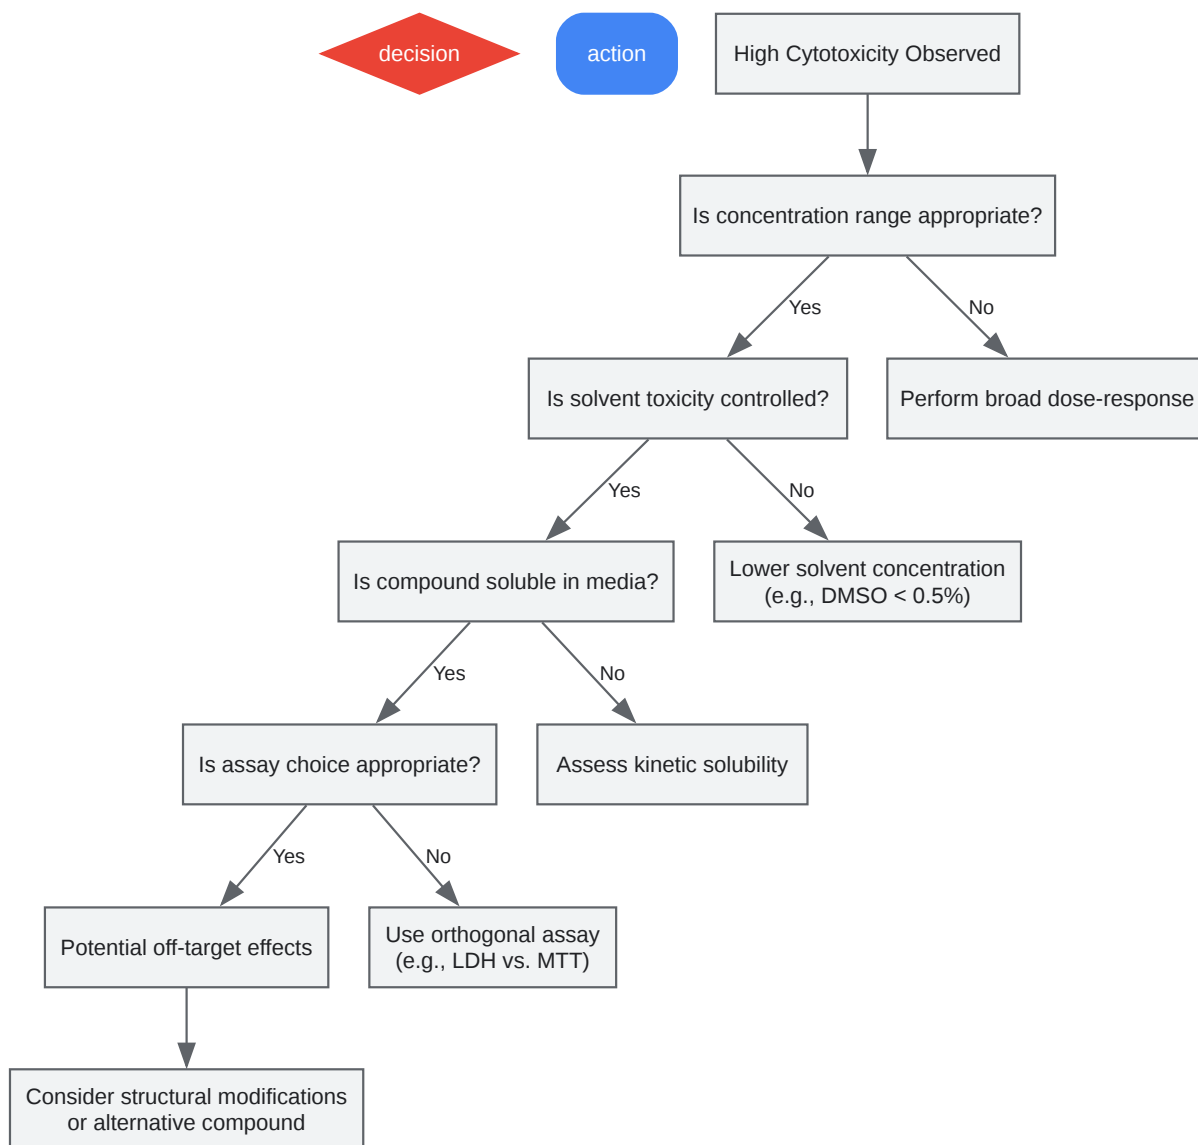 decision
action
High Cytotoxicity Observed
Is concentration range appropriate?
Yes
No
Is solvent toxicity controlled?
Perform broad dose-response
Yes
No
Is compound soluble in media?
Lower solvent concentration
(e.g., DMSO < 0.5%)
Yes
No
Is assay choice appropriate?
Assess kinetic solubility
Yes
No
Potential off-target effects
Use orthogonal assay
(e.g., LDH vs. MTT)
Consider structural modifications
or alternative compound